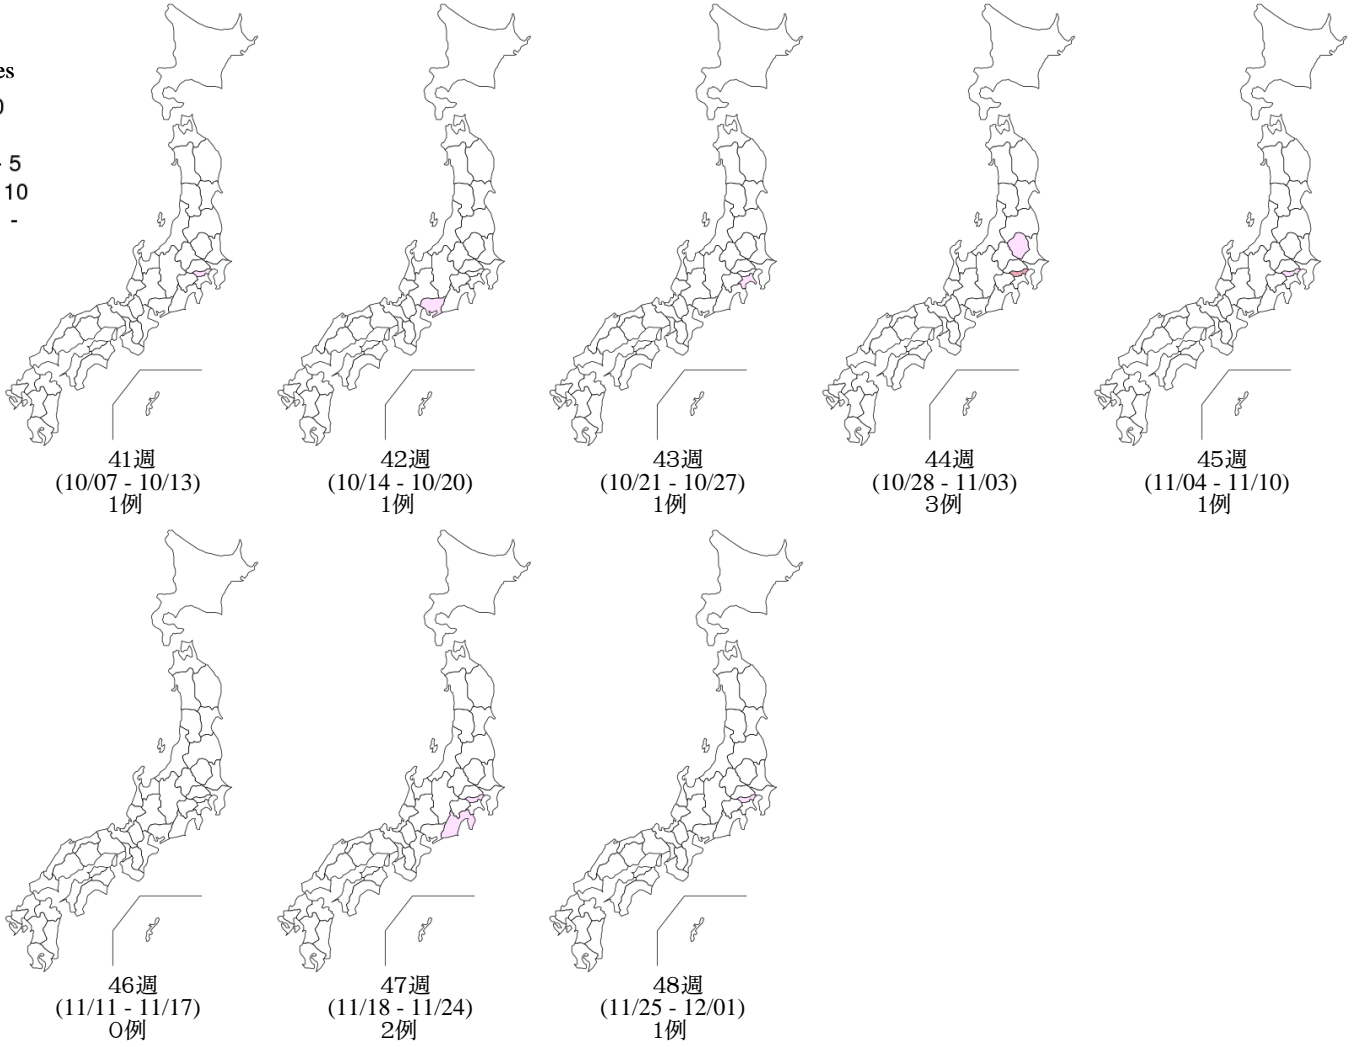 es
0
- 5
10
-
41週
(10/07 - 10/13)
1例
42週
(10/14 - 10/20)
1例
43週
(10/21 - 10/27)
1例
44週
(10/28 - 11/03)
3例
45週
(11/04 - 11/10)
1例
46週
(11/11 - 11/17)
0例
47週
(11/18 - 11/24)
2例
48週
(11/25 - 12/01)
1例